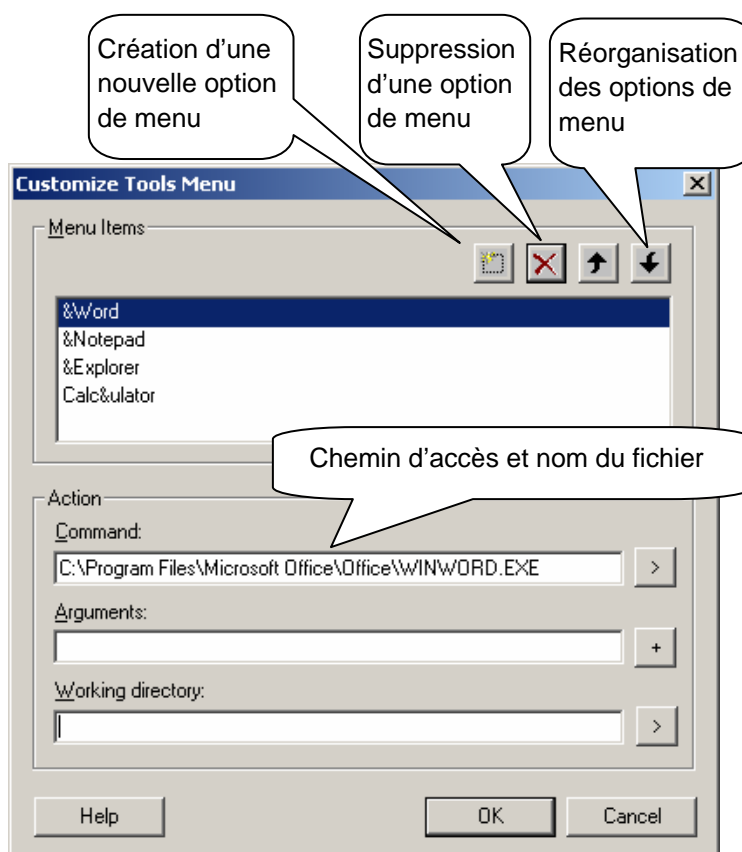 Création d'une
nouvelle option
de menu
Suppression
d'une option
de menu
Réorganisation
des options de
menu
Customize Tools Menu
Menu Items
&Word
&Notepad
&Explorer
Calc&ulator
Chemin d'accès et nom du fichier
Action
Command:
C:\Program Files\Microsoft Office\Office\WINWORD.EXE
>
Arguments:
+
Working directory:
>
Help
OK
Cancel